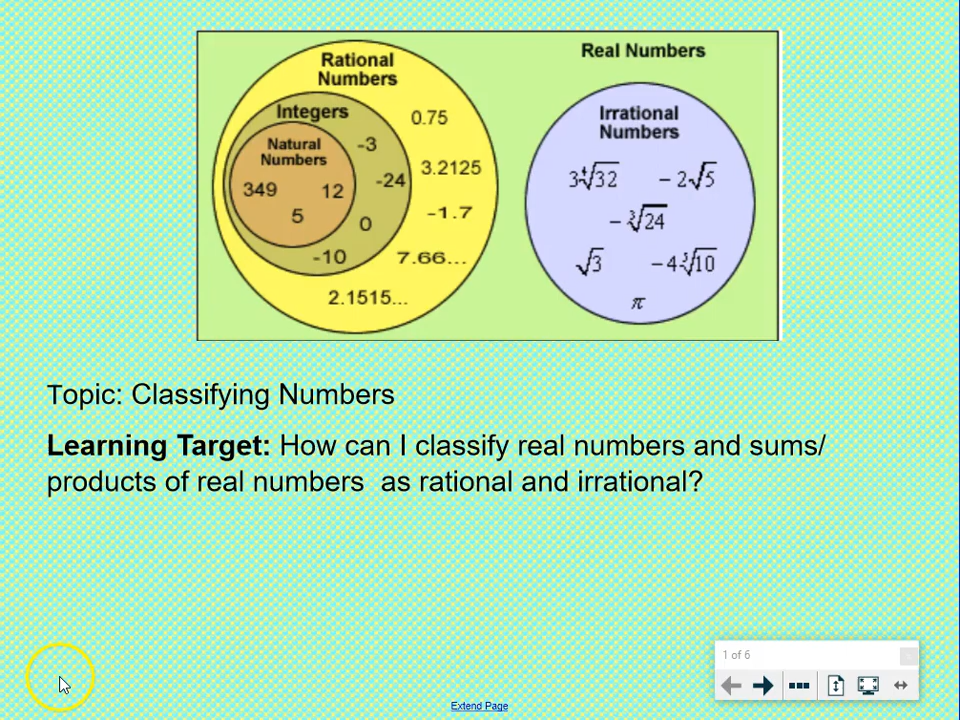 Real Numbers
Rational
Numbers
Integers
Natural
Numbers
349
12
5
-3
-24
0
-10
0.75
3.2125
-1.7
7.66...
2.1515...
Irrational
Numbers
3∜32
-2√5
-∛24
√3
-4∛10
π
Topic: Classifying Numbers
Learning Target: How can I classify real numbers and sums/
products of real numbers as rational and irrational?
1 of 6
Extend Page